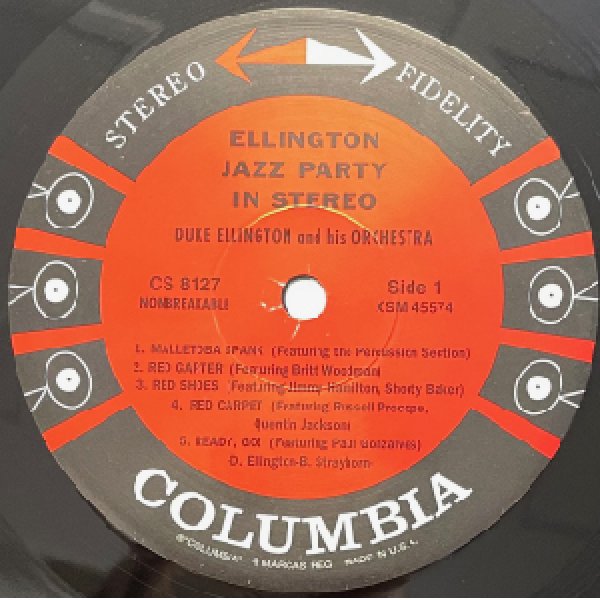 STEREO FIDELITY
ELLINGTON
JAZZ PARTY
IN STEREO
DUKE ELLINGTON and his ORCHESTRA
CS 8127 Side 1
NONBREAKABLE XSM 45574
1. MALLETOBA SPANK (Featuring the Percussion Section)
2. RED GARTER (Featuring Britt Woodman)
3. RED SHOES (Featuring Jimmy Hamilton, Shorty Baker)
4. RED CARPET (Featuring Russell Procope,
Quentin Jackson)
5. READY, GO! (Featuring Paul Gonzalves)
D. Ellington-B. Strayhorn
COLUMBIA
® "COLUMBIA" MARCAS REG. MADE IN U.S.A.